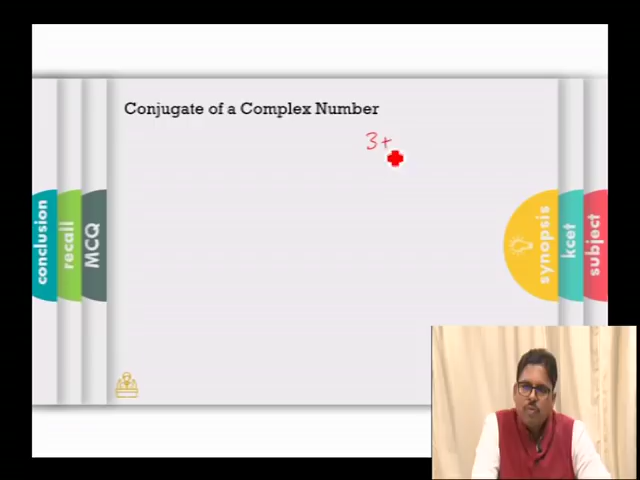 Conjugate of a Complex Number
3+
conclusion
recall
MCQ
synopsis
kcet
subject